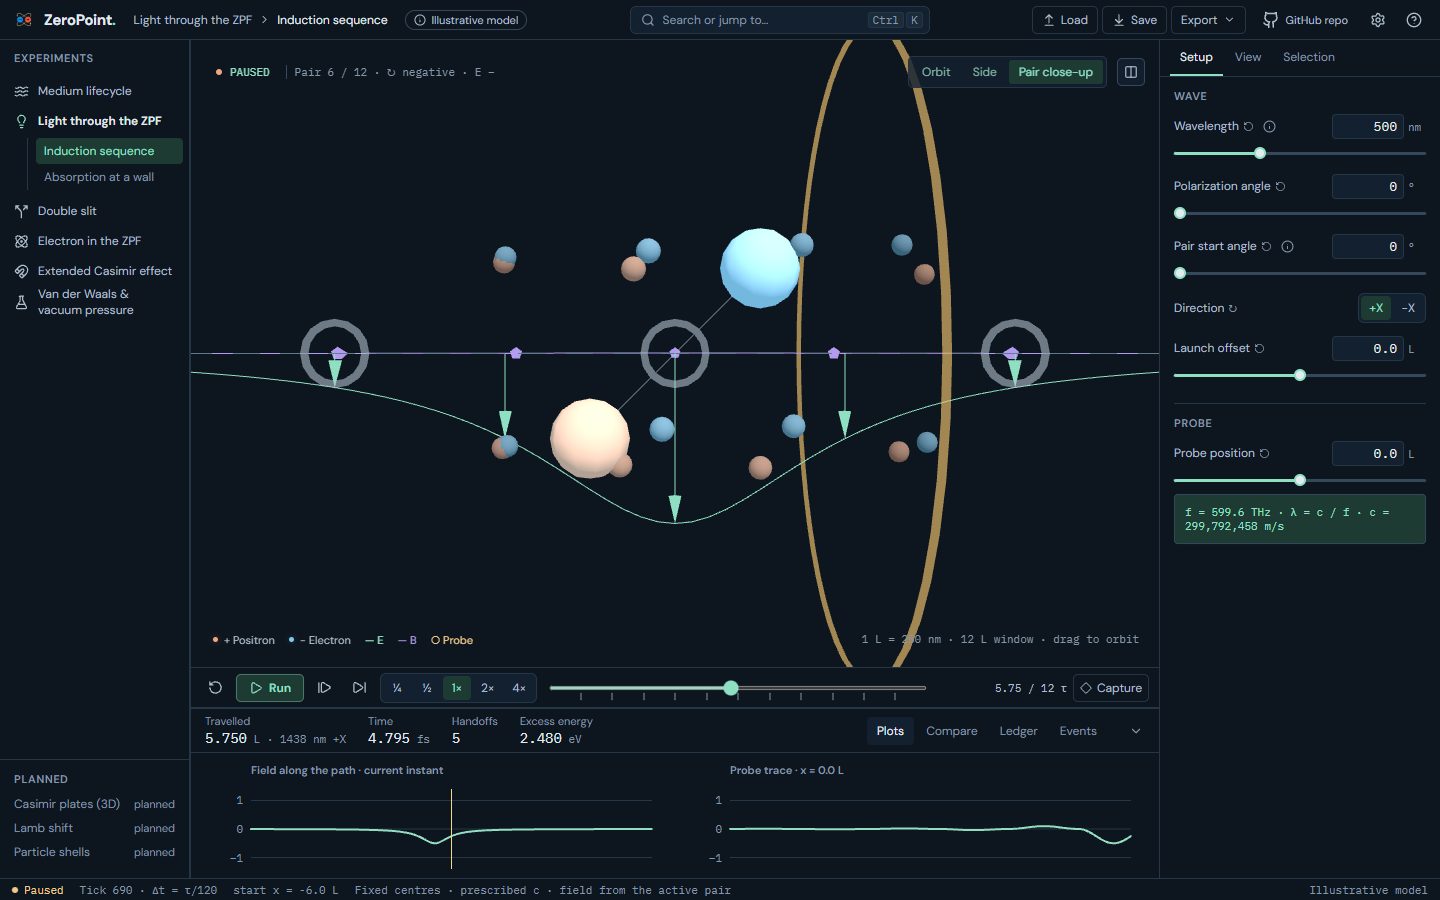 ZeroPoint.
Light through the ZPF > Induction sequence
Illustrative model
Search or jump to...
Ctrl K
Load
Save
Export
GitHub repo
EXPERIMENTS
Medium lifecycle
Light through the ZPF
Induction sequence
Absorption at a wall
Double slit
Electron in the ZPF
Extended Casimir effect
Van der Waals &
vacuum pressure
PLANNED
Casimir plates (3D) planned
Lamb shift planned
Particle shells planned
PAUSED
Pair 6 / 12 · ↻ negative · E −
Orbit Side Pair close-up
+ Positron − Electron — E — B Probe
1 L = 250 nm · 12 L window · drag to orbit
Run
¼ ½ 1× 2× 4×
5.75 / 12 τ
Capture
Travelled
5.750 L · 1438 nm +X
Time
4.795 fs
Handoffs
5
Excess energy
2.480 eV
Plots Compare Ledger Events
Field along the path · current instant
1
0
−1
Probe trace · x = 0.0 L
1
0
−1
Setup View Selection
WAVE
Wavelength 500 nm
Polarization angle 0 °
Pair start angle 0 °
Direction +X −X
Launch offset 0.0 L
PROBE
Probe position 0.0 L
f = 599.6 THz · λ = c / f · c =
299,792,458 m/s
Paused Tick 690 · Δt = τ/120 start x = -6.0 L Fixed centres · prescribed c · field from the active pair
Illustrative model